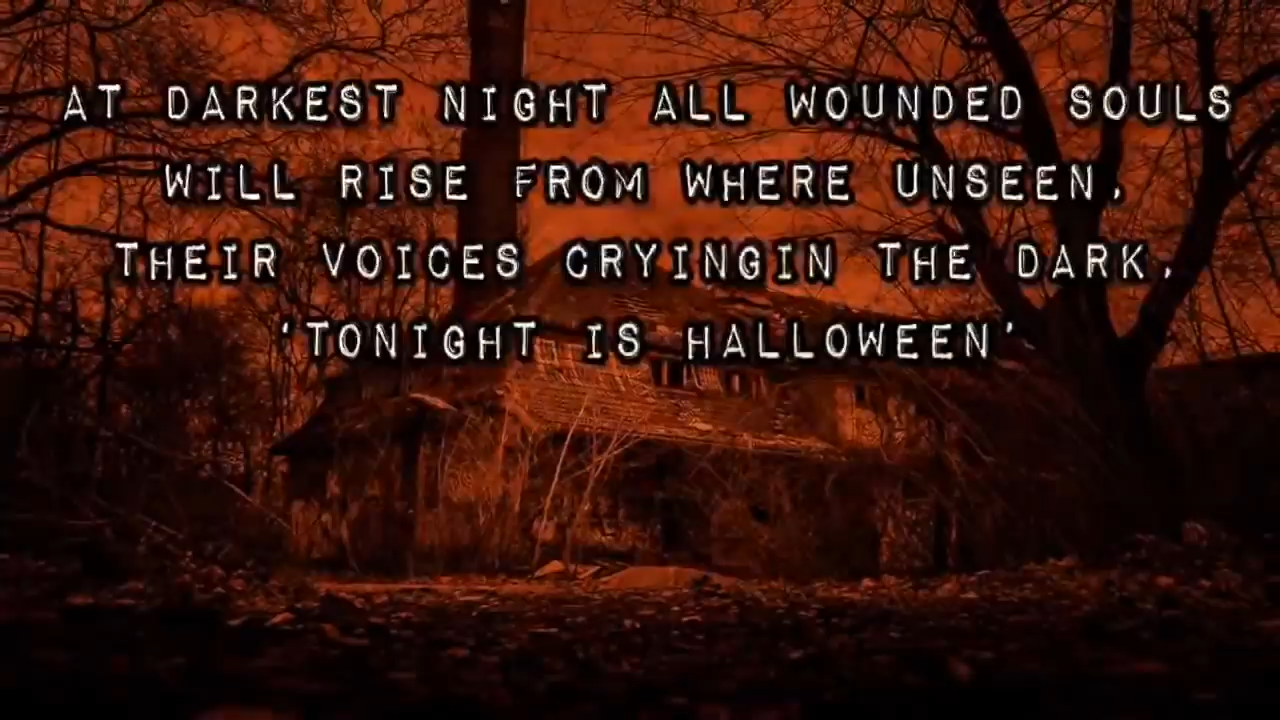 AT DARKEST NIGHT ALL WOUNDED SOULS
WILL RISE FROM WHERE UNSEEN,
THEIR VOICES CRYINGIN THE DARK,
‘TONIGHT IS HALLOWEEN’